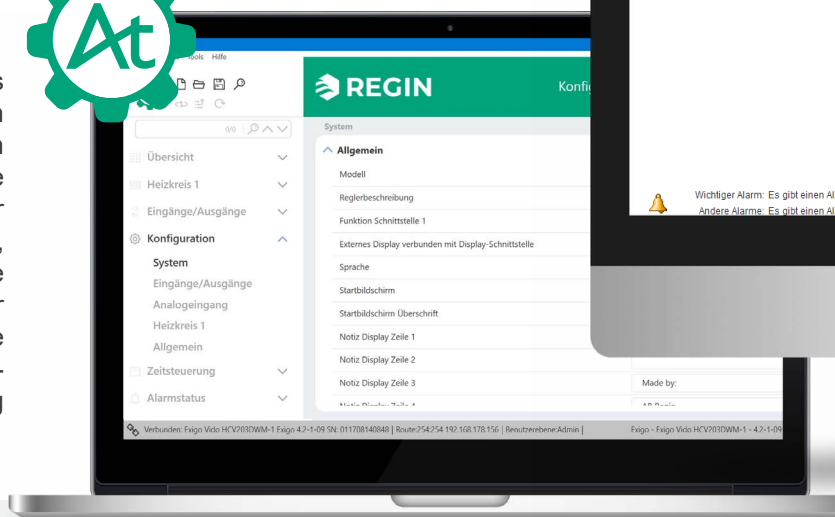 At
Tools Hilfe
REGIN
0/0
System
Allgemein
Übersicht
Modell
Heizkreis 1
Reglerbeschreibung
Eingänge/Ausgänge
Funktion Schnittstelle 1
Konfiguration
Externes Display verbunden mit Display-Schnittstelle
System
Sprache
Eingänge/Ausgänge
Startbildschirm
Analogeingang
Startbildschirm Überschrift
Heizkreis 1
Notiz Display Zeile 1
Allgemein
Notiz Display Zeile 2
Zeitsteuerung
Notiz Display Zeile 3
Made by:
Alarmstatus
Verbunden: Exigo Vido HCV203DWM-1 Exigo 4.2-1-09 SN: 011708140848 | Route:254:254 192.168.178.156 | Benutzerebene:Admin |
Exigo - Exigo Vido HCV203DWM-1 - 4.2-1-09
Wichtiger Alarm: Es gibt einen
Andere Alarme: Es gibt einen